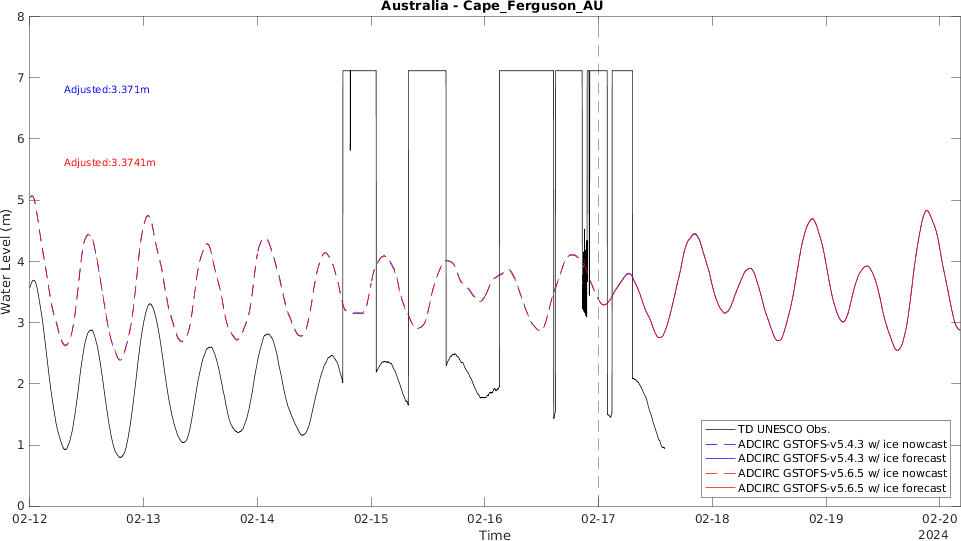 Australia - Cape_Ferguson_AU
8
7
6
5
4
3
2
1
0
Water Level (m)
Adjusted:3.371m
Adjusted:3.3741m
TD UNESCO Obs.
ADCIRC GSTOFS-v5.4.3 w/ ice nowcast
ADCIRC GSTOFS-v5.4.3 w/ ice forecast
ADCIRC GSTOFS-v5.6.5 w/ ice nowcast
ADCIRC GSTOFS-v5.6.5 w/ ice forecast
02-12 02-13 02-14 02-15 02-16 02-17 02-18 02-19 02-20
Time
2024